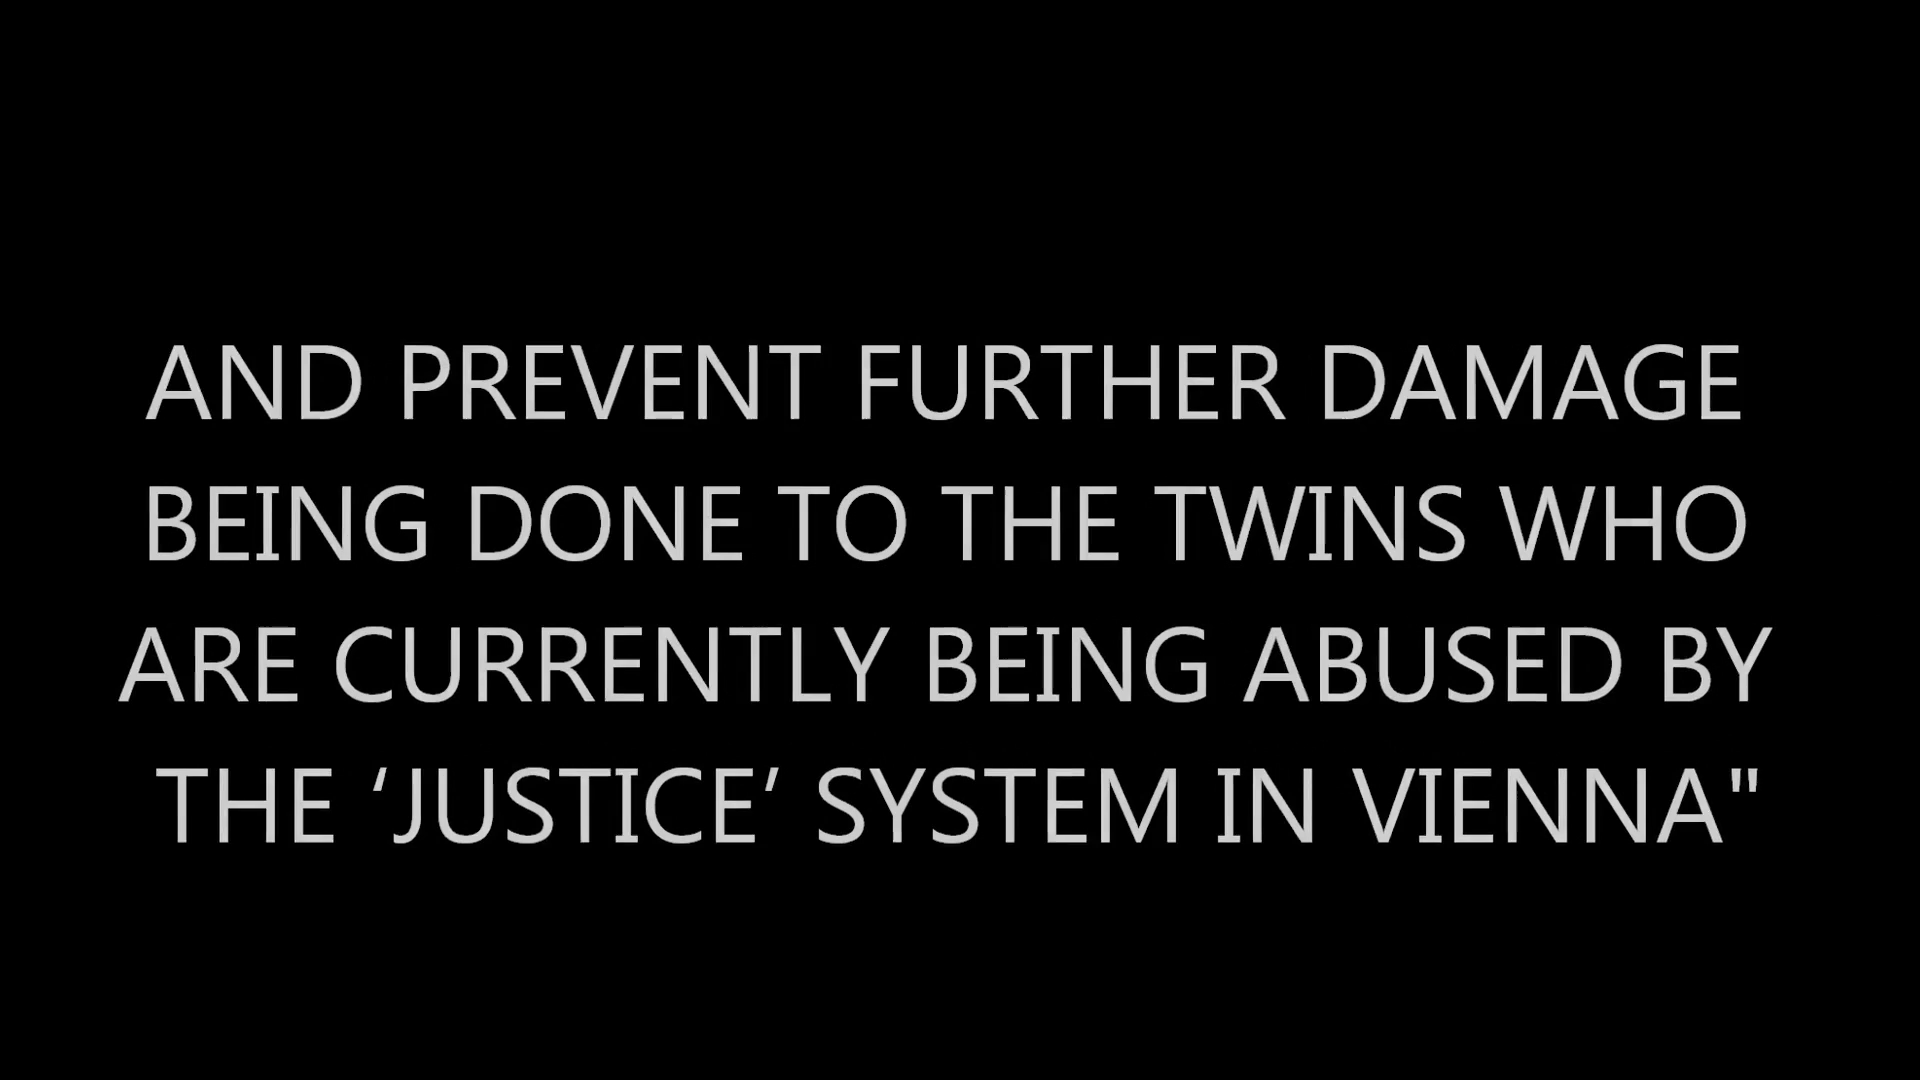 AND PREVENT FURTHER DAMAGE
BEING DONE TO THE TWINS WHO
ARE CURRENTLY BEING ABUSED BY
THE ‘JUSTICE’ SYSTEM IN VIENNA"